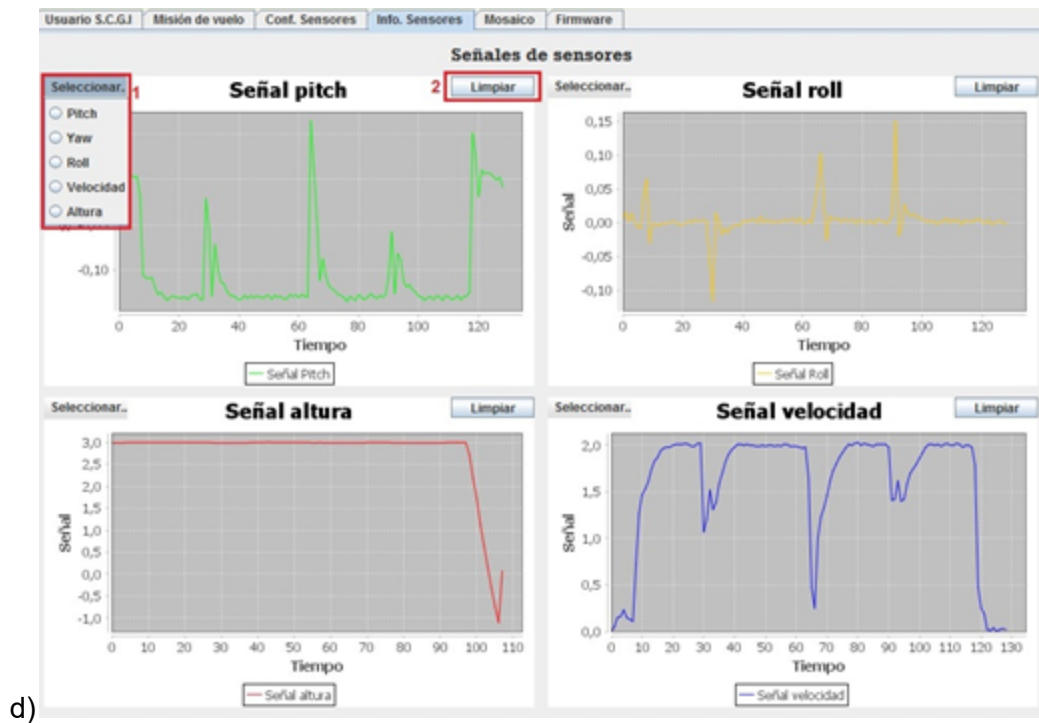 Usuario S.C.G.I Misión de vuelo Conf. Sensores Info. Sensores Mosaico Firmware
Señales de sensores
Seleccionar. 1 Señal pitch 2 Limpiar
Pitch
Yaw
Roll
Velocidad
Altura
-0,10
0 20 40 60 80 100 120
Tiempo
Señal Pitch
Seleccionar.. Señal roll Limpiar
0,15
0,10
0,05
0,00
-0,05
-0,10
Señal
0 20 40 60 80 100 120
Tiempo
Señal Roll
Seleccionar.. Señal altura Limpiar
3,0
2,5
2,0
1,5
1,0
0,5
0,0
-0,5
-1,0
Señal
0 10 20 30 40 50 60 70 80 90 100 110
Tiempo
Señal altura
Seleccionar.. Señal velocidad Limpiar
2,0
1,5
1,0
0,5
0,0
Señal
0 10 20 30 40 50 60 70 80 90 100 110 120 130
Tiempo
Señal velocidad
d)